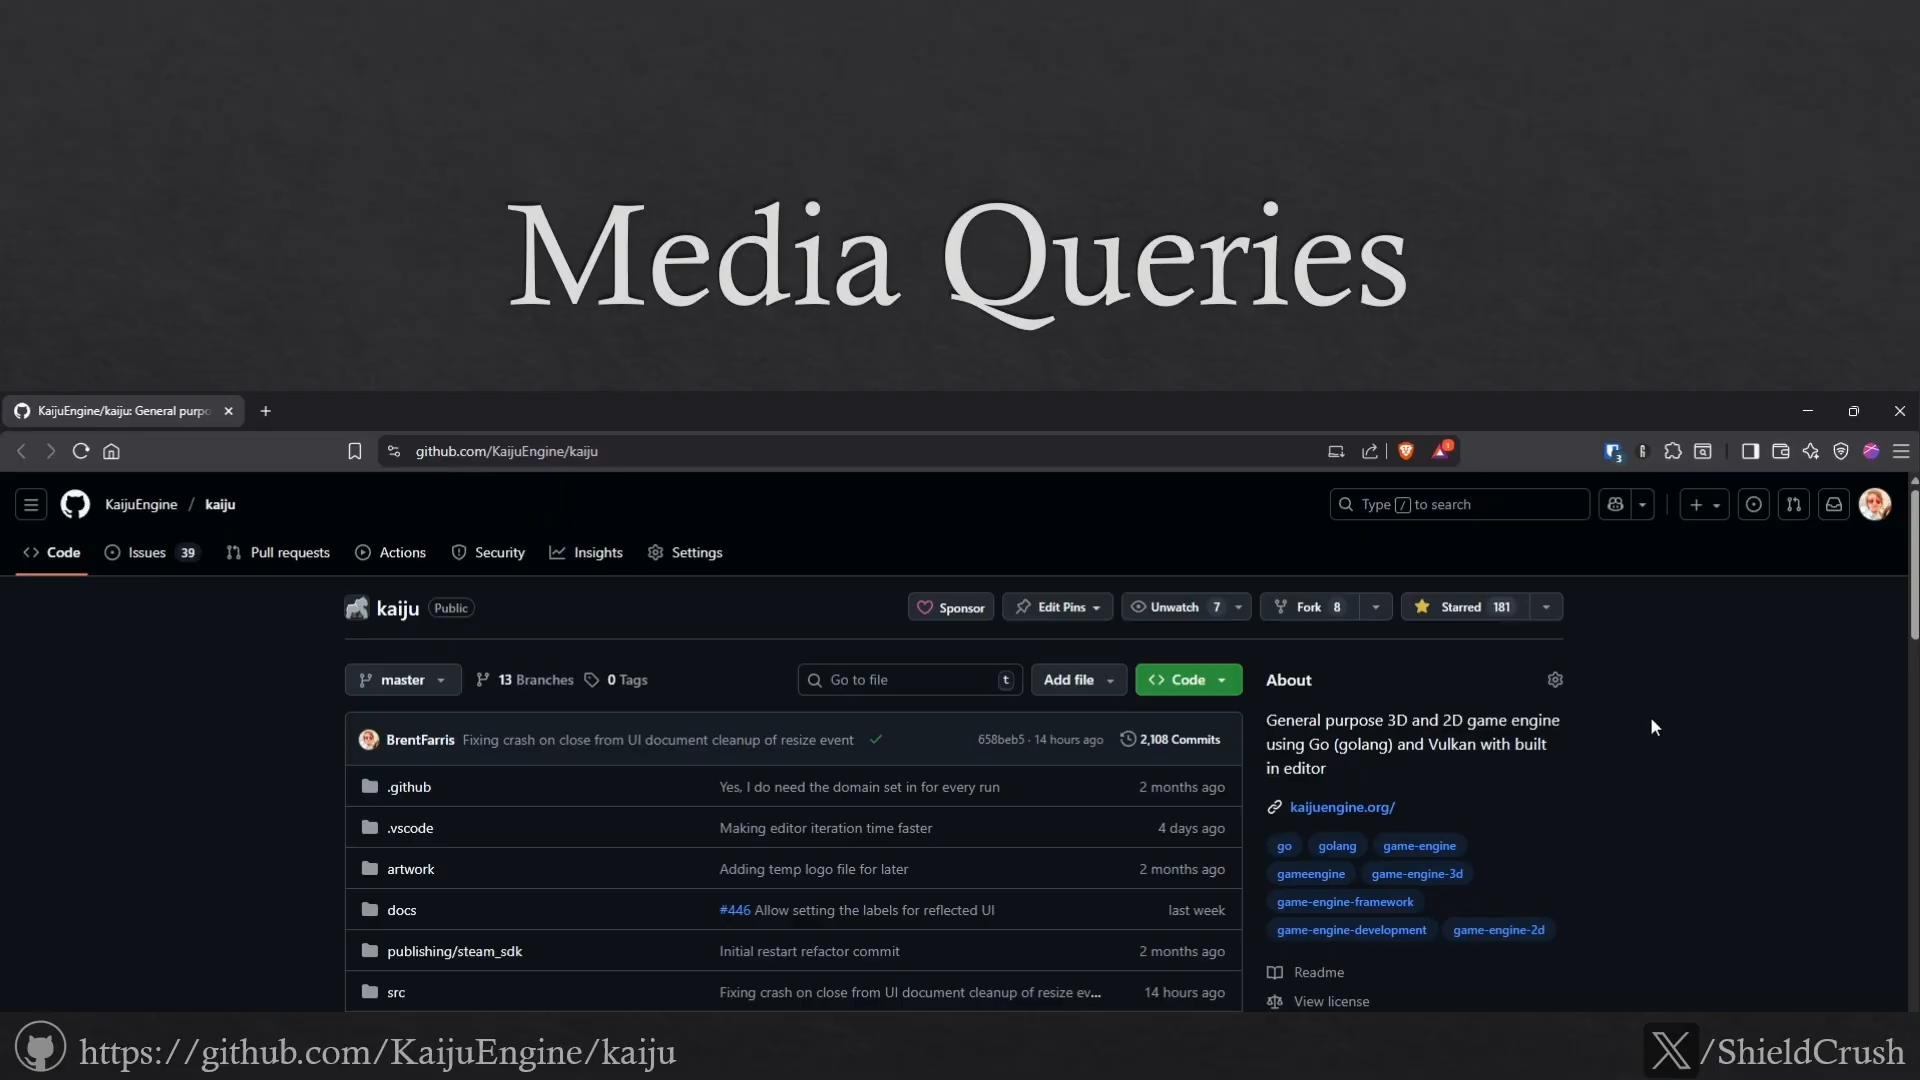 Media Queries
KaijuEngine/kaiju: General purpo
github.com/KaijuEngine/kaiju
1
3
KaijuEngine / kaiju
Type / to search
Code
Issues 39
Pull requests
Actions
Security
Insights
Settings
kaiju Public
Sponsor
Edit Pins
Unwatch 7
Fork 8
Starred 181
master
13 Branches
0 Tags
Go to file t
Add file
Code
BrentFarris Fixing crash on close from UI document cleanup of resize event
658beb5 · 14 hours ago
2,108 Commits
.github Yes, I do need the domain set in for every run 2 months ago
.vscode Making editor iteration time faster 4 days ago
artwork Adding temp logo file for later 2 months ago
docs #446 Allow setting the labels for reflected UI last week
publishing/steam_sdk Initial restart refactor commit 2 months ago
src Fixing crash on close from UI document cleanup of resize ev... 14 hours ago
About
General purpose 3D and 2D game engine
using Go (golang) and Vulkan with built
in editor
kaijuengine.org/
go golang game-engine
gameengine game-engine-3d
game-engine-framework
game-engine-development game-engine-2d
Readme
View license
https://github.com/KaijuEngine/kaiju
X/ShieldCrush